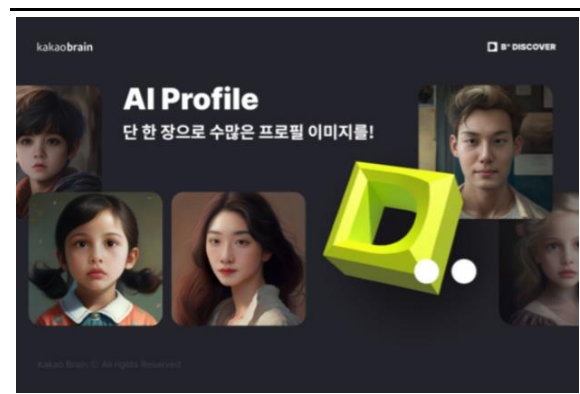 kakaobrain
B^ DISCOVER
AI Profile
단 한 장으로 수많은 프로필 이미지를!
Kakao Brain ⓒ All rights Reserved.